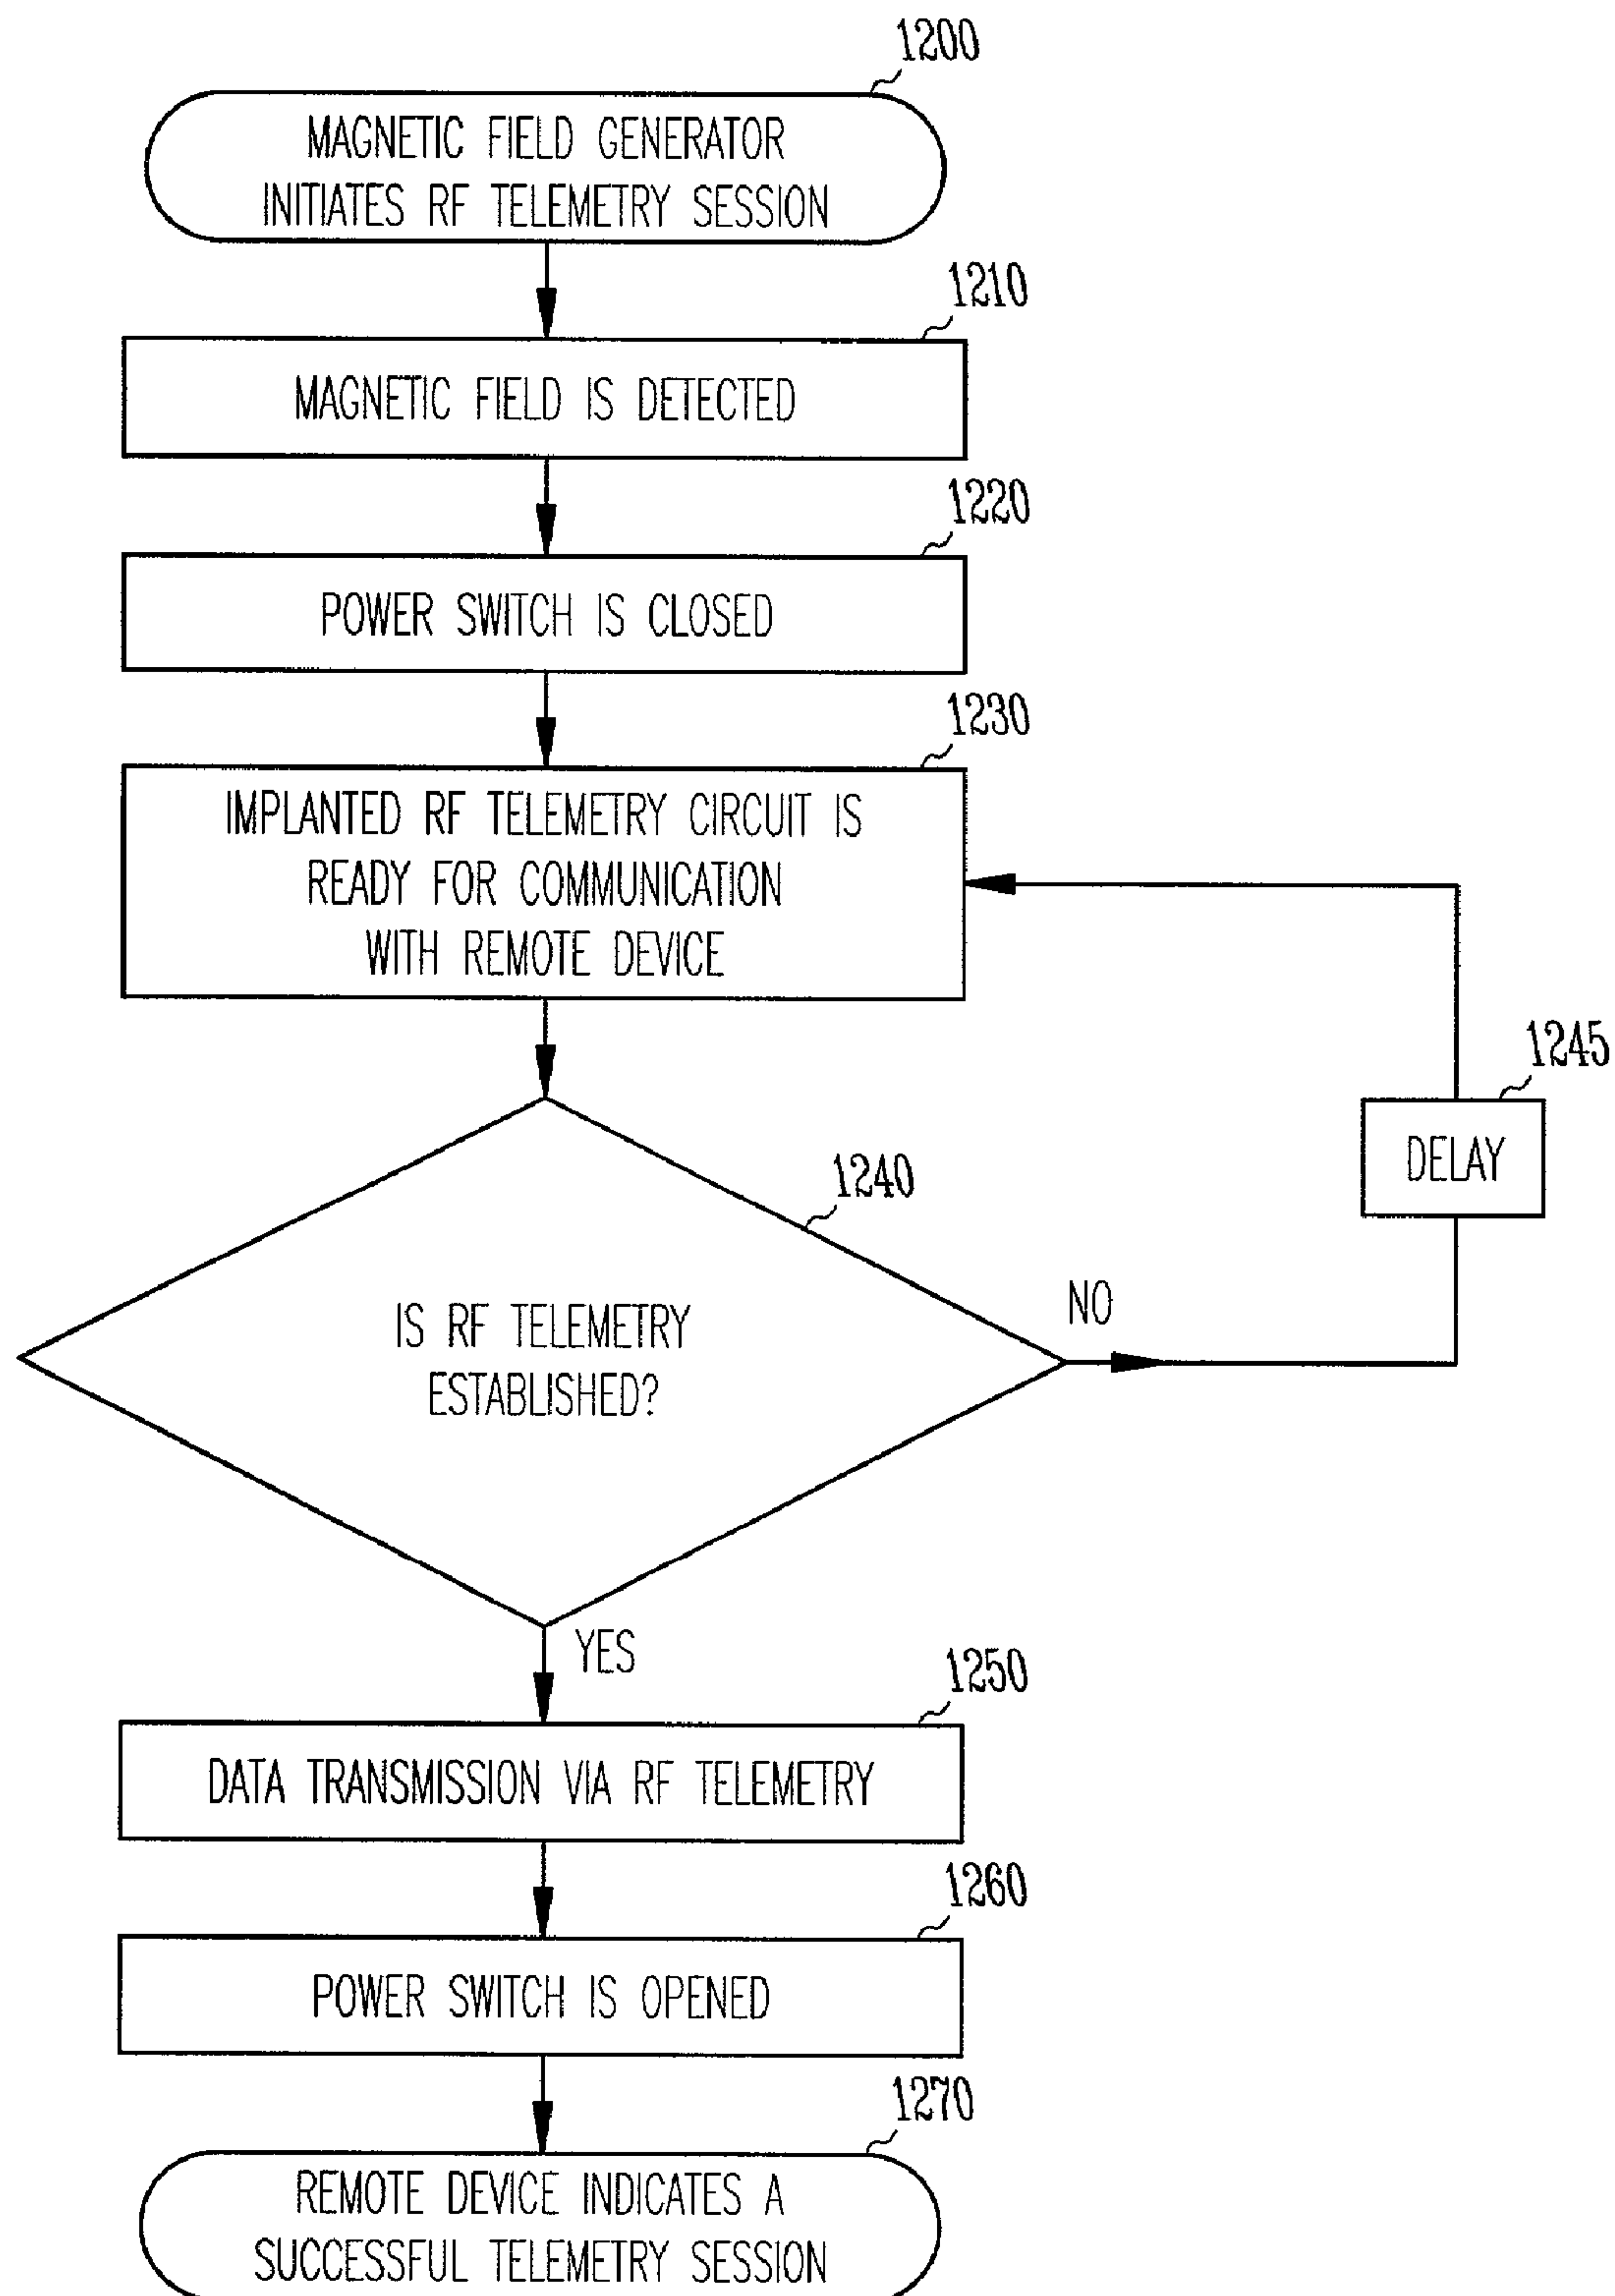 1200
MAGNETIC FIELD GENERATOR
INITIATES RF TELEMETRY SESSION
1210
MAGNETIC FIELD IS DETECTED
1220
POWER SWITCH IS CLOSED
1230
IMPLANTED RF TELEMETRY CIRCUIT IS
READY FOR COMMUNICATION
WITH REMOTE DEVICE
1245
DELAY
1240
IS RF TELEMETRY
ESTABLISHED?
NO
YES
1250
DATA TRANSMISSION VIA RF TELEMETRY
1260
POWER SWITCH IS OPENED
1270
REMOTE DEVICE INDICATES A
SUCCESSFUL TELEMETRY SESSION